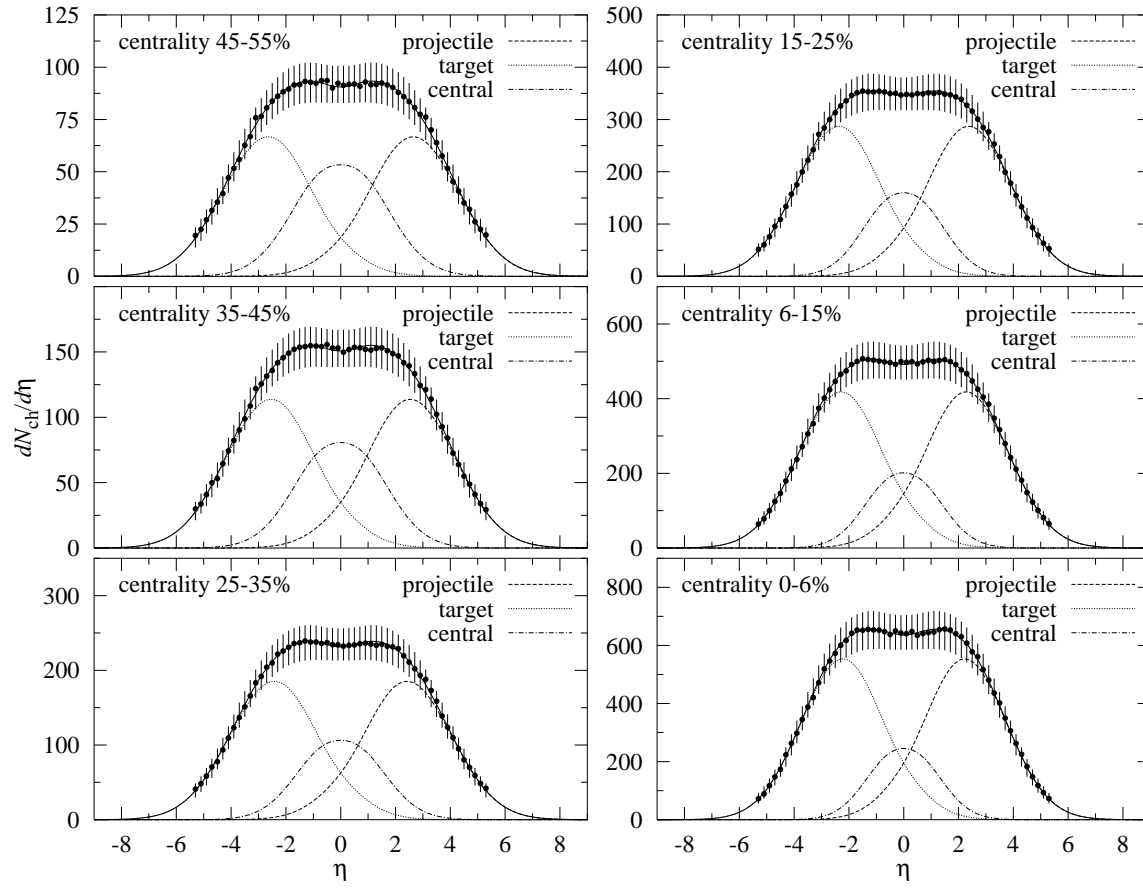 centrality 45-55%
projectile
target
central
125
100
75
50
25
0
centrality 15-25%
projectile
target
central
500
400
300
200
100
0
centrality 35-45%
projectile
target
central
150
100
50
0
dN_ch/dη
centrality 6-15%
projectile
target
central
600
400
200
0
centrality 25-35%
projectile
target
central
300
200
100
0
-8 -6 -4 -2 0 2 4 6 8
η
centrality 0-6%
projectile
target
central
800
600
400
200
0
-8 -6 -4 -2 0 2 4 6 8
η